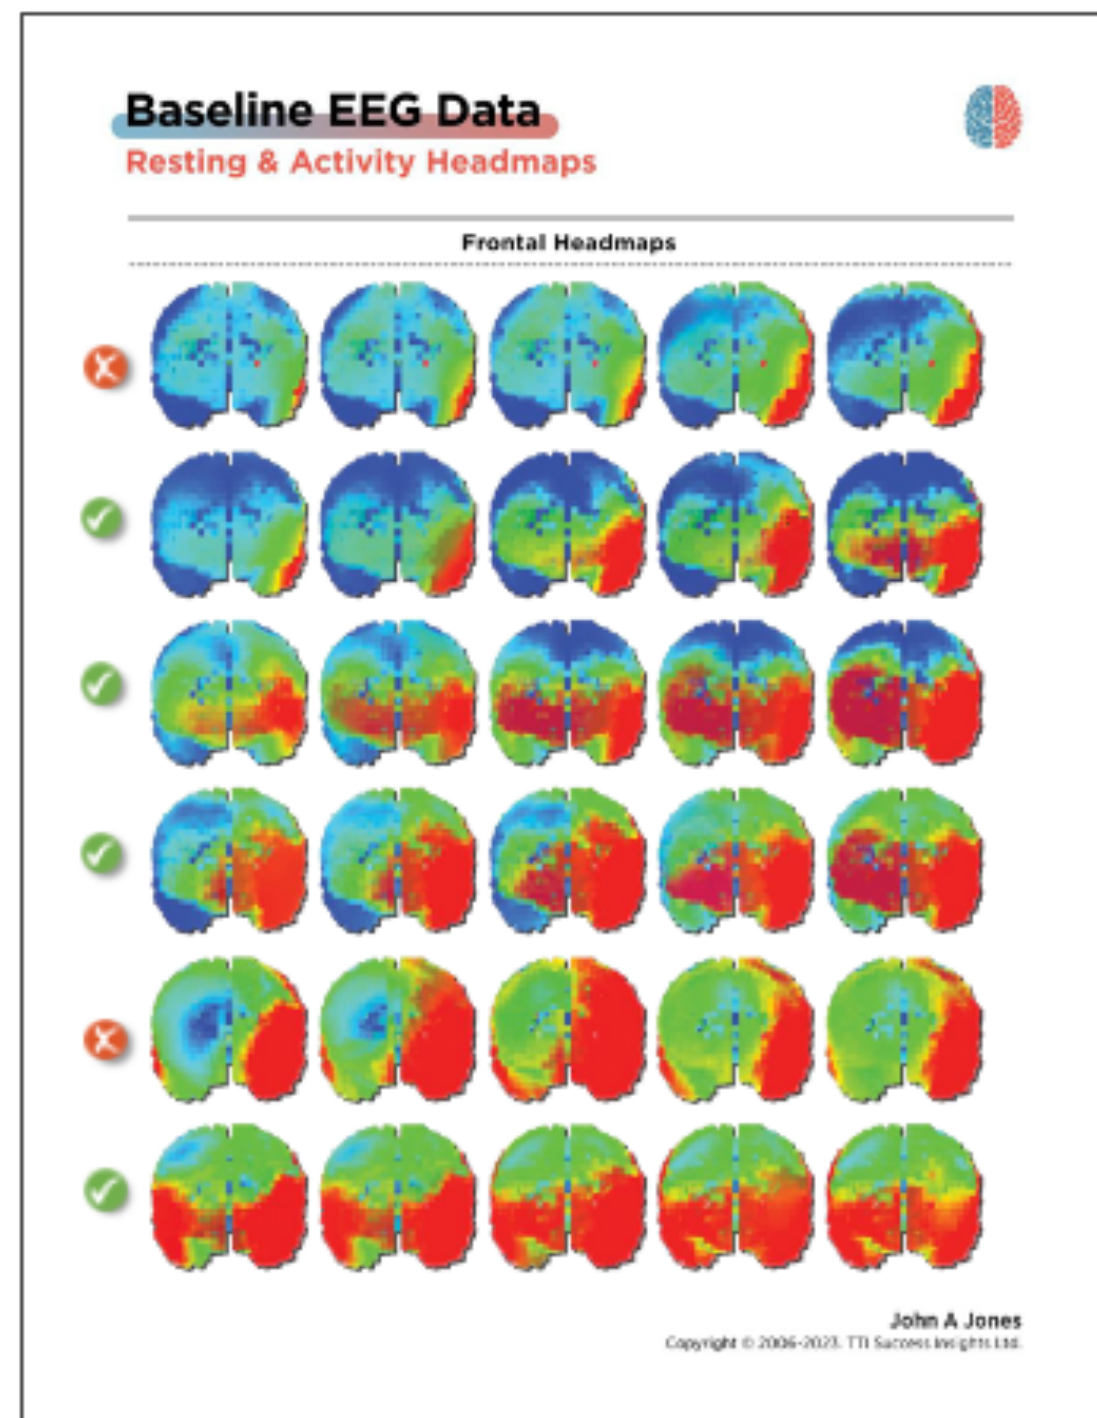 Baseline EEG Data
Resting & Activity Headmaps
Frontal Headmaps
John A Jones
Copyright © 2006-2023. TTI Success Insights Ltd.